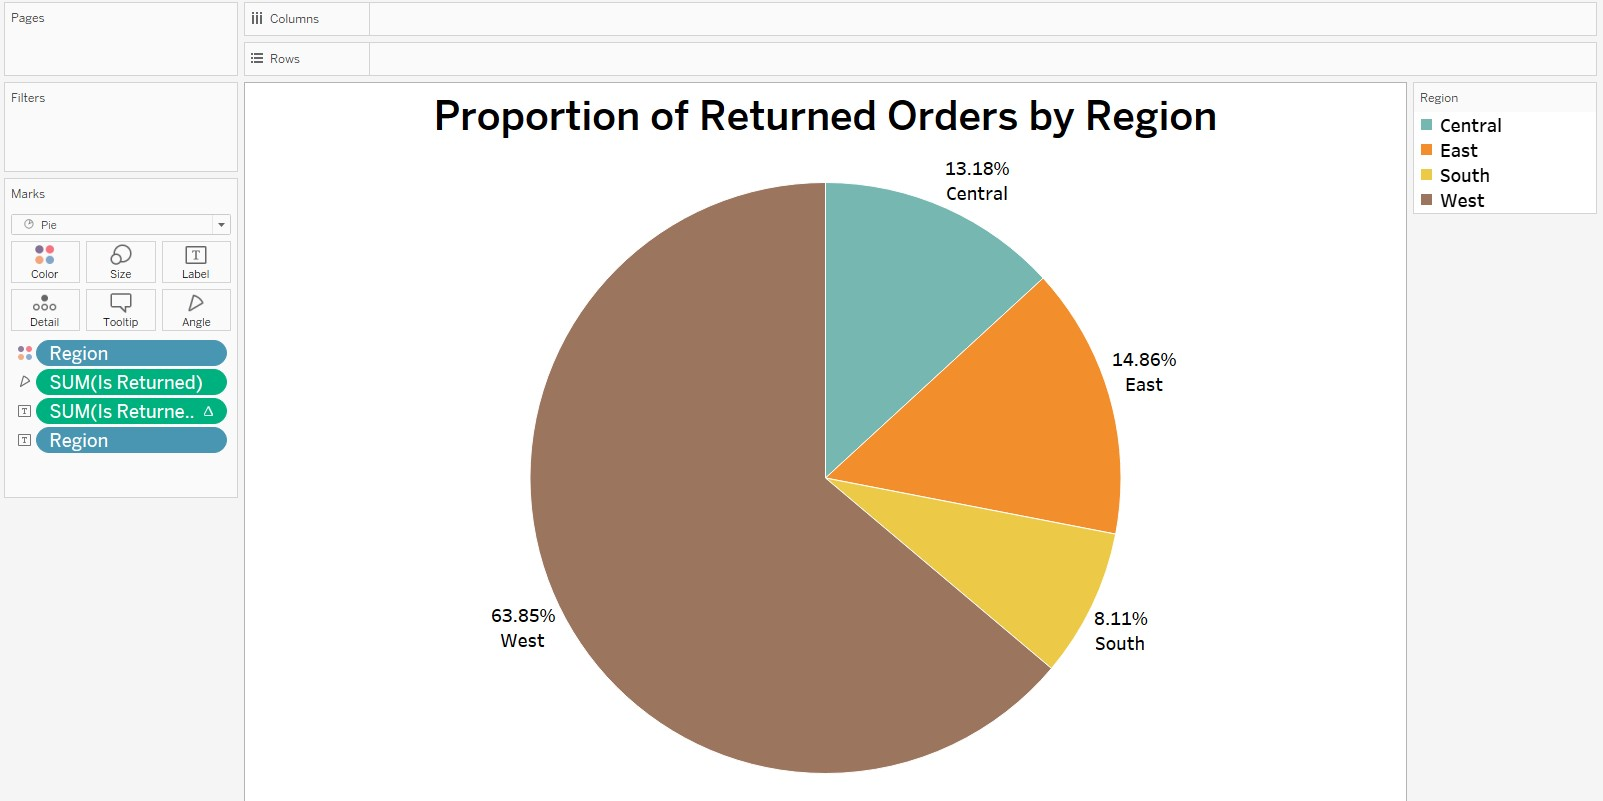 Pages
Columns
Rows
Filters
Marks
Pie
Color
Size
T
Label
Detail
Tooltip
Angle
Region
SUM(Is Returned)
T
SUM(Is Returne.. Δ
T
Region
Proportion of Returned Orders by Region
13.18%
Central
14.86%
East
8.11%
South
63.85%
West
Region
Central
East
South
West